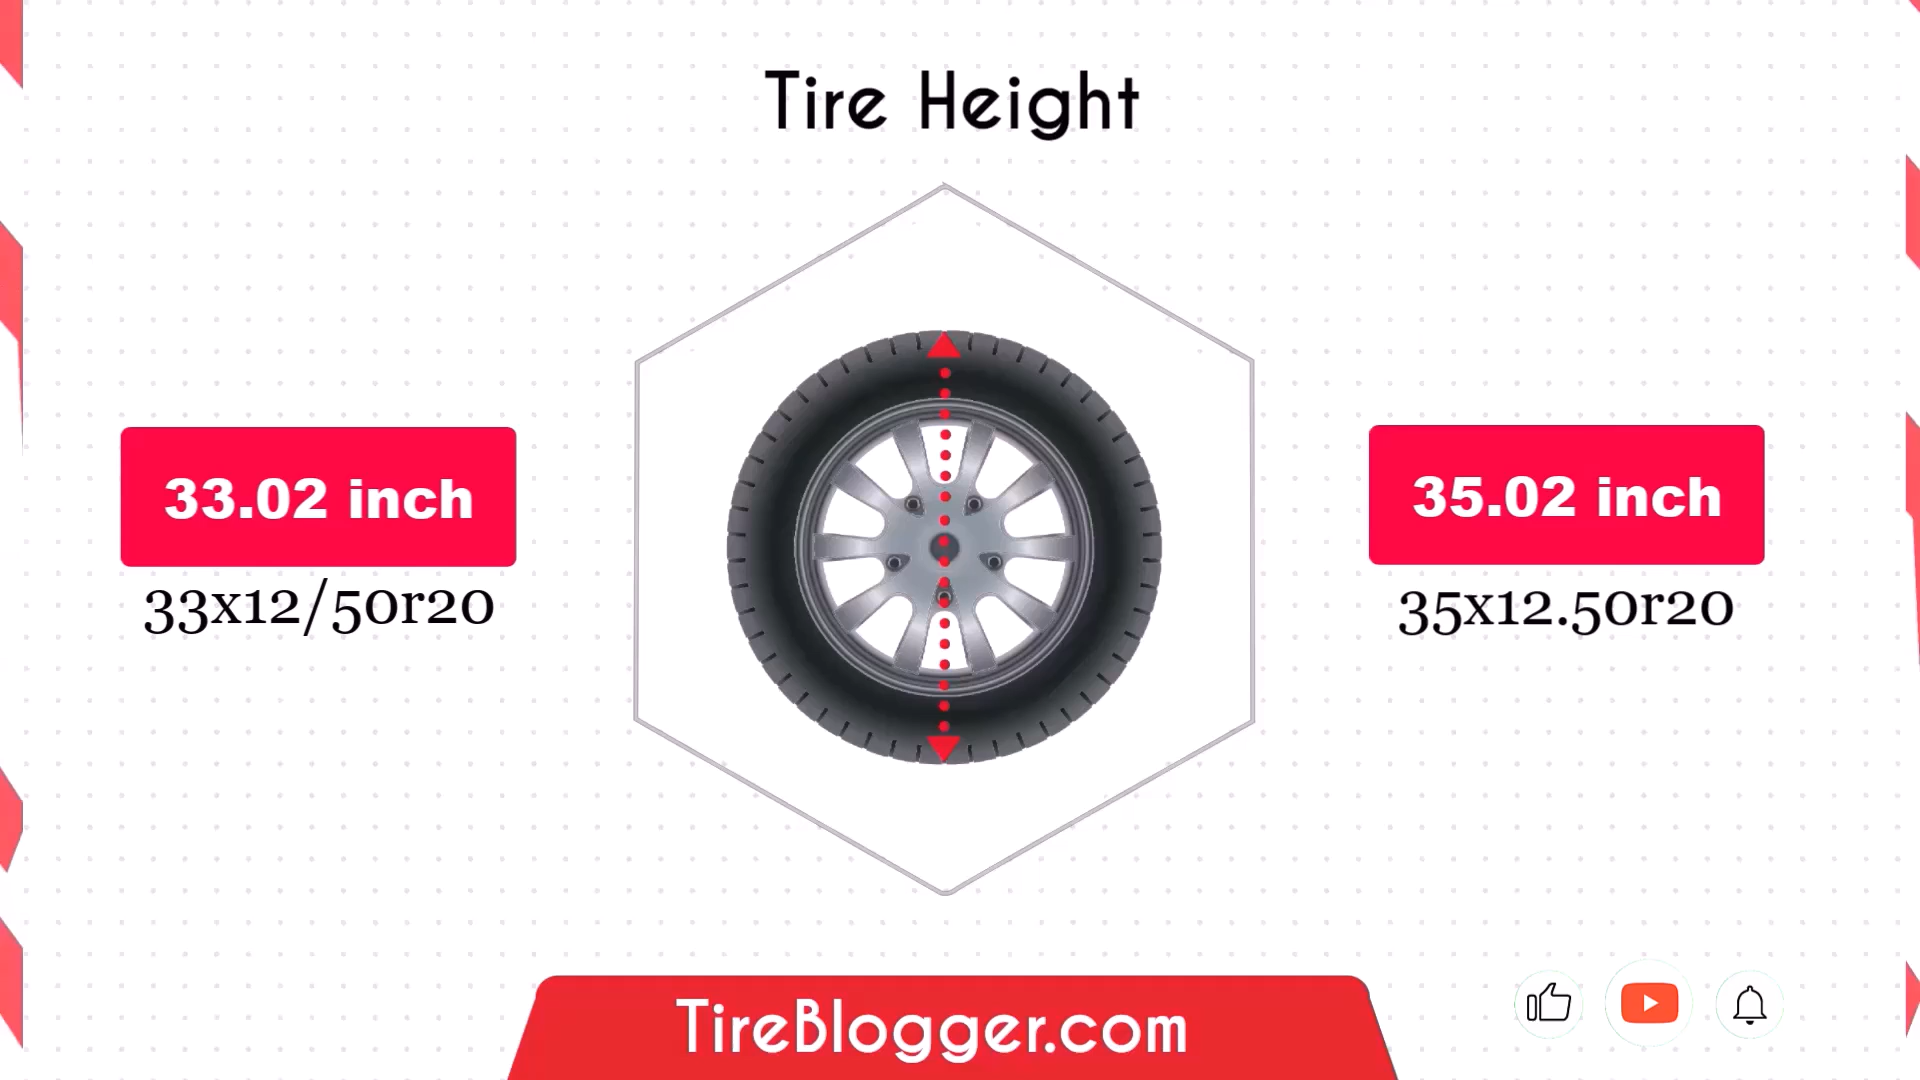 Tire Height
33.02 inch
33x12/50r20
35.02 inch
35x12.50r20
TireBlogger.com